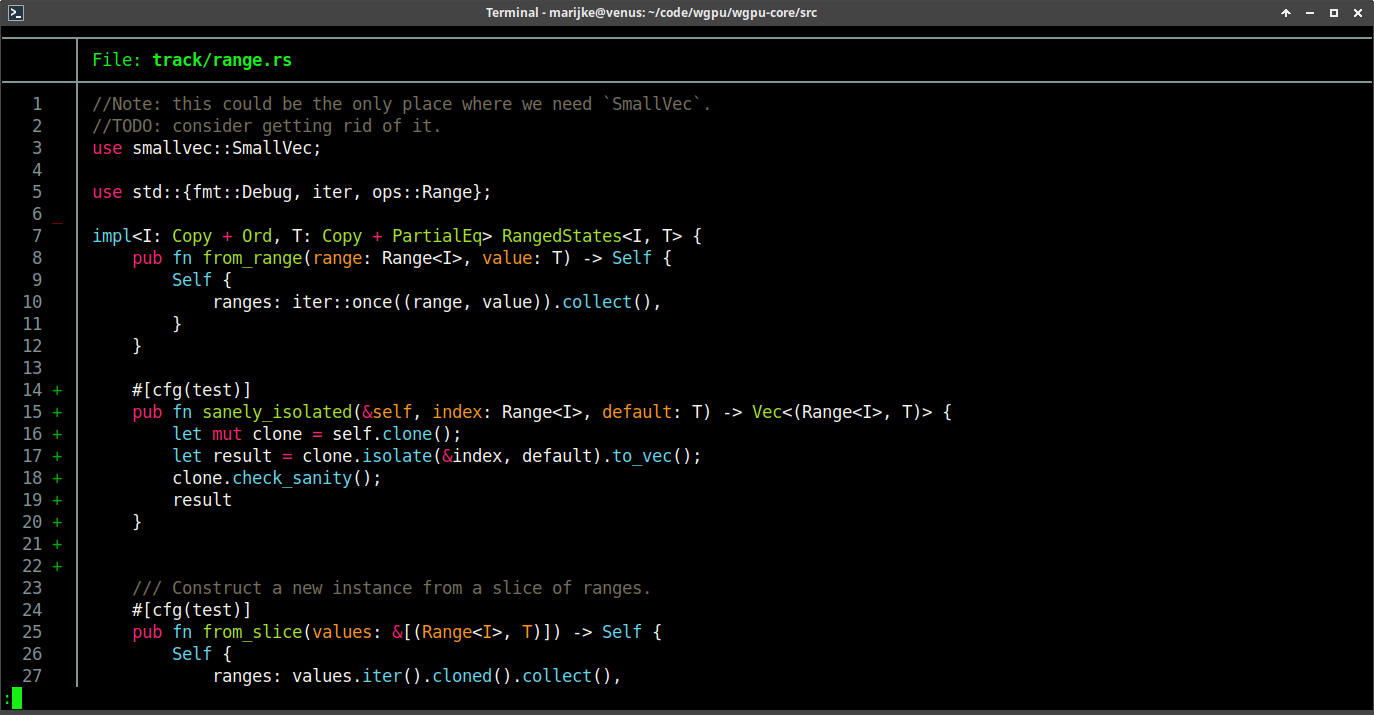 Terminal - marijke@venus: ~/code/wgpu/wgpu-core/src
File: track/range.rs
1 //Note: this could be the only place where we need `SmallVec`.
2 //TODO: consider getting rid of it.
3 use smallvec::SmallVec;
4
5 use std::{fmt::Debug, iter, ops::Range};
6 _
7 impl<I: Copy + Ord, T: Copy + PartialEq> RangedStates<I, T> {
8     pub fn from_range(range: Range<I>, value: T) -> Self {
9         Self {
10             ranges: iter::once((range, value)).collect(),
11         }
12     }
13
14 +     #[cfg(test)]
15 +     pub fn sanely_isolated(&self, index: Range<I>, default: T) -> Vec<(Range<I>, T)> {
16 +         let mut clone = self.clone();
17 +         let result = clone.isolate(&index, default).to_vec();
18 +         clone.check_sanity();
19 +         result
20 +     }
21 +
22 +
23     /// Construct a new instance from a slice of ranges.
24     #[cfg(test)]
25     pub fn from_slice(values: &[(Range<I>, T)]) -> Self {
26         Self {
27             ranges: values.iter().cloned().collect(),
: